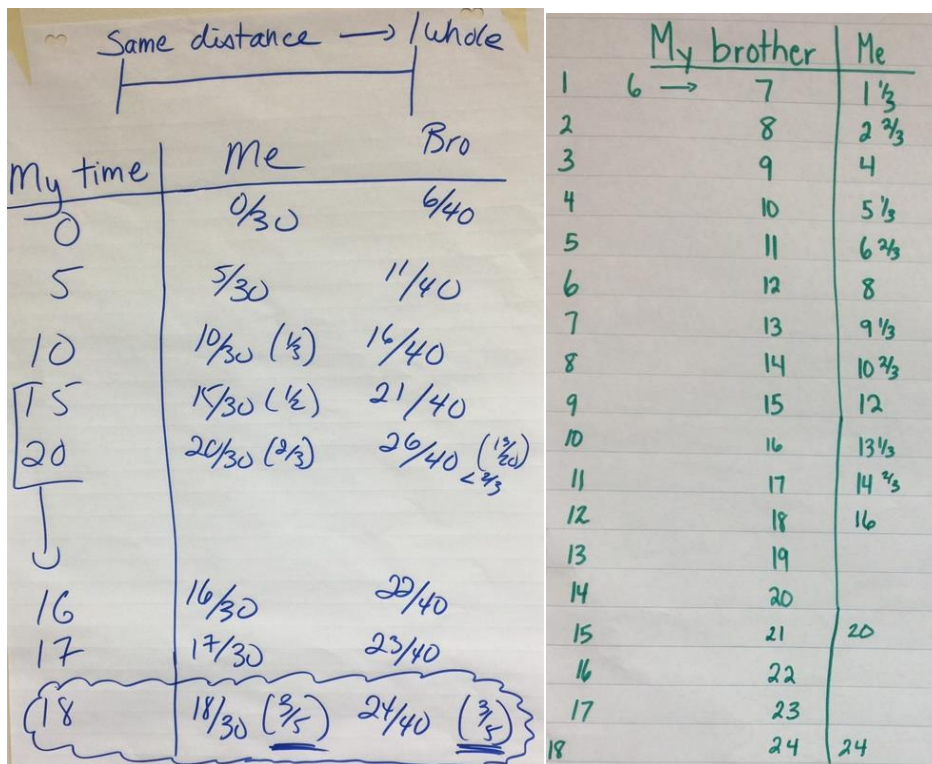 Same distance → 1 whole
My time Me Bro
0 0/30 6/40
5 5/30 11/40
10 10/30 (1/3) 16/40
15 15/30 (1/2) 21/40
20 20/30 (2/3) 26/40 (13/20)
< 2/3
16 16/30 22/40
17 17/30 23/40
18 18/30 (3/5) 24/40 (3/5)
My brother Me
1 6 → 7 1 1/3
2 8 2 2/3
3 9 4
4 10 5 1/3
5 11 6 2/3
6 12 8
7 13 9 1/3
8 14 10 2/3
9 15 12
10 16 13 1/3
11 17 14 2/3
12 18 16
13 19
14 20
15 21 20
16 22
17 23
18 24 24